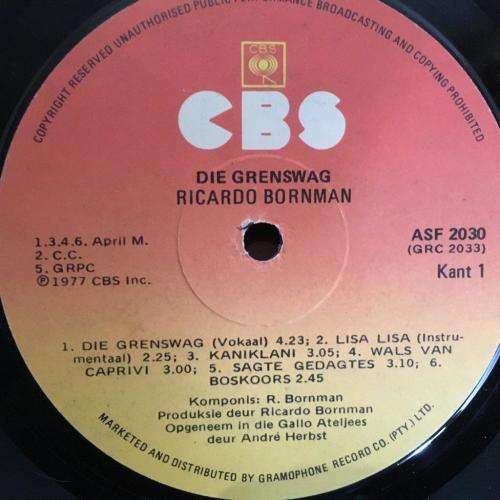 COPYRIGHT RESERVED UNAUTHORISED PUBLIC PERFORMANCE BROADCASTING AND COPYING PROHIBITED
CBS
CBS
DIE GRENSWAG
RICARDO BORNMAN
1.3.4.6. April M.
2. C.C.
5. GRPC
℗1977 CBS Inc.
ASF 2030
(GRC 2033)
Kant 1
1. DIE GRENSWAG (Vokaal) 4.23; 2. LISA LISA (Instru-
mentaal) 2.25; 3. KANIKLANI 3.05; 4. WALS VAN
CAPRIVI 3.00; 5. SAGTE GEDAGTES 3.10; 6.
BOSKOORS 2.45
Komponis: R. Bornman
Produksie deur Ricardo Bornman
Opgeneem in die Gallo Ateljees
deur André Herbst
MARKETED AND DISTRIBUTED BY GRAMOPHONE RECORD CO. (PTY.) LTD.